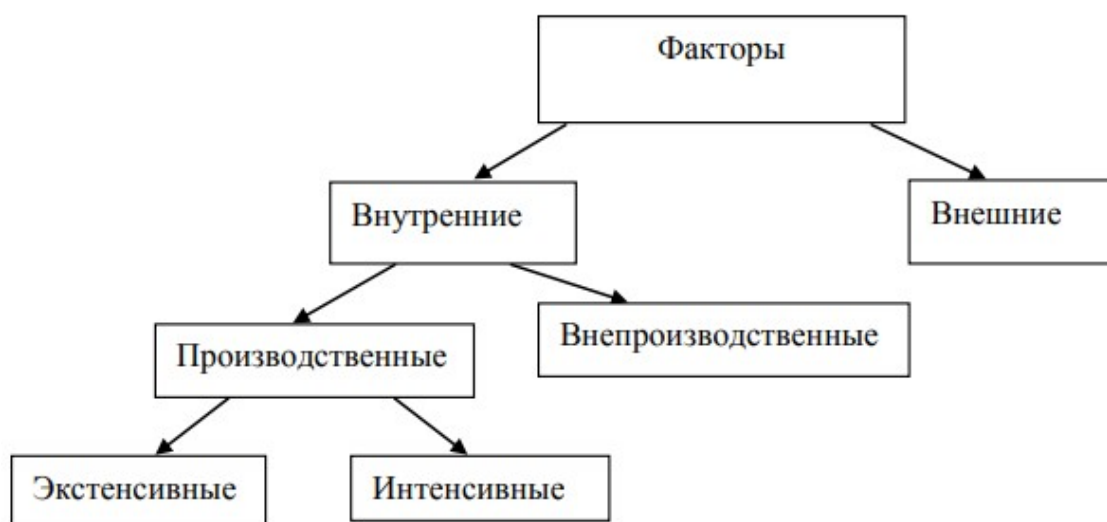 Факторы
Внутренние
Внешние
Производственные
Внепроизводственные
Экстенсивные
Интенсивные